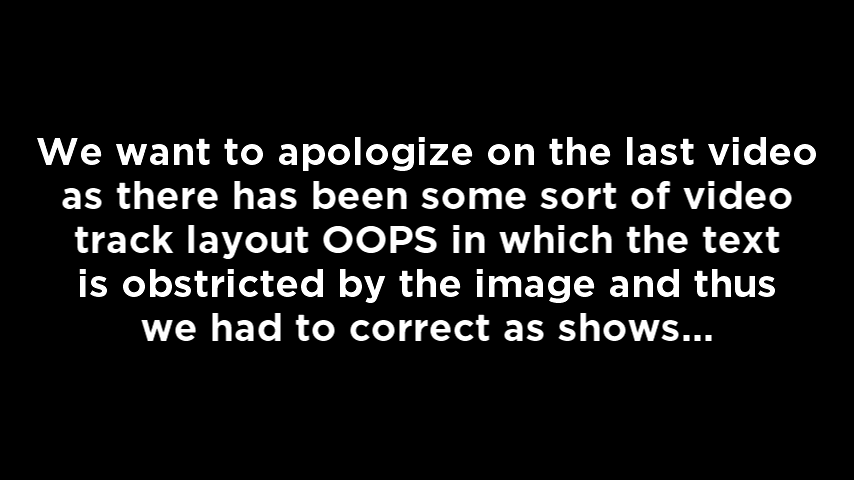 We want to apologize on the last video
as there has been some sort of video
track layout OOPS in which the text
is obstricted by the image and thus
we had to correct as shows...